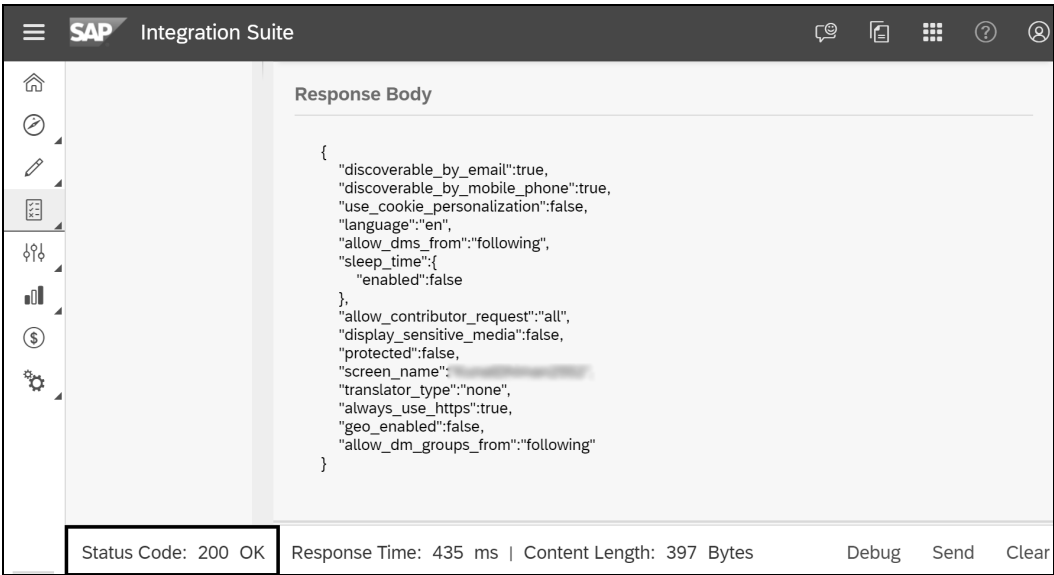 SAP Integration Suite
Response Body
{
"discoverable_by_email":true,
"discoverable_by_mobile_phone":true,
"use_cookie_personalization":false,
"language":"en",
"allow_dms_from":"following",
"sleep_time":{
"enabled":false
},
"allow_contributor_request":"all",
"display_sensitive_media":false,
"protected":false,
"screen_name":
"translator_type":"none",
"always_use_https":true,
"geo_enabled":false,
"allow_dm_groups_from":"following"
}
Status Code: 200 OK Response Time: 435 ms | Content Length: 397 Bytes Debug Send Clear